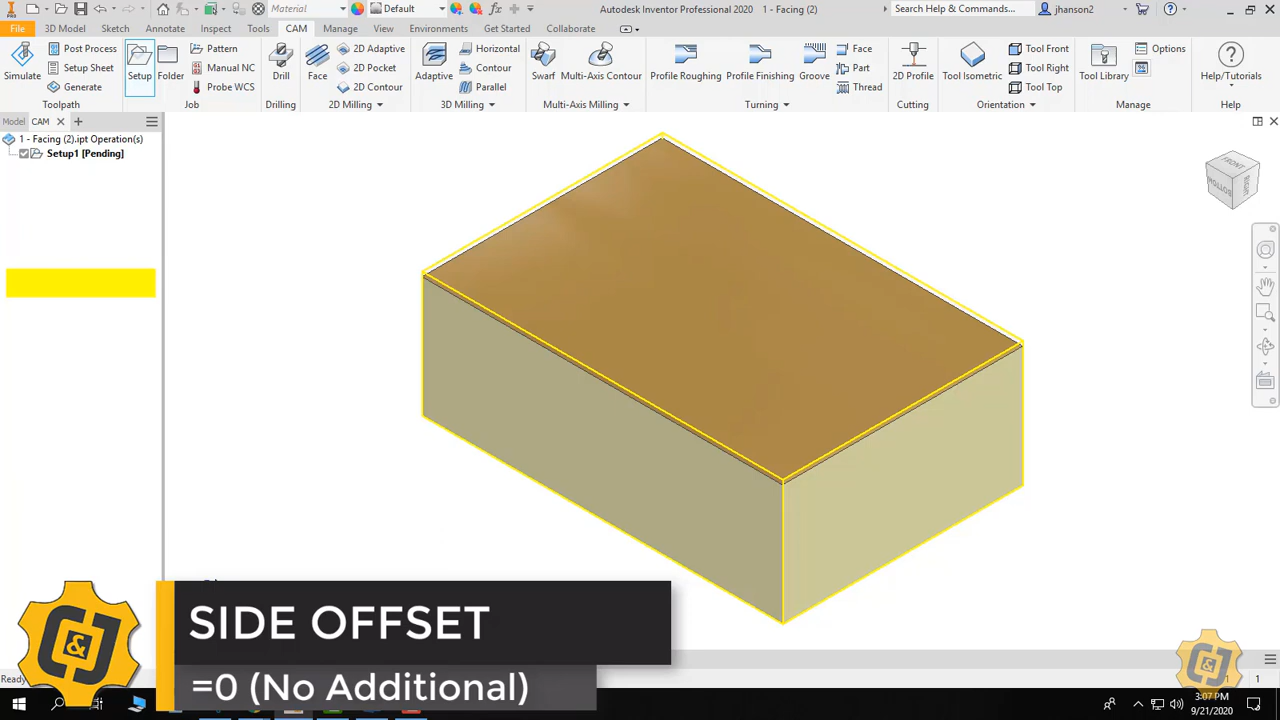 Material
Default
Autodesk Inventor Professional 2020 1 - Facing (2)
Search Help & Commands...
jhanson2
File
3D Model
Sketch
Annotate
Inspect
Tools
CAM
Manage
View
Environments
Get Started
Collaborate
Simulate
Post Process
Setup Sheet
Generate
Toolpath
Setup
Folder
Pattern
Manual NC
Probe WCS
Job
Drill
Drilling
Face
2D Adaptive
2D Pocket
2D Contour
2D Milling
Adaptive
Horizontal
Contour
Parallel
3D Milling
Swarf
Multi-Axis Contour
Multi-Axis Milling
Profile Roughing
Profile Finishing
Groove
Face
Part
Thread
Turning
2D Profile
Cutting
Tool Isometric
Tool Front
Tool Right
Tool Top
Orientation
Tool Library
Options
Manage
Help/Tutorials
Help
Model
CAM
1 - Facing (2).ipt Operation(s)
Setup1 [Pending]
FRONT
BOTTOM
SIDE OFFSET
=0 (No Additional)
J&J
1
3:07 PM
9/21/2020